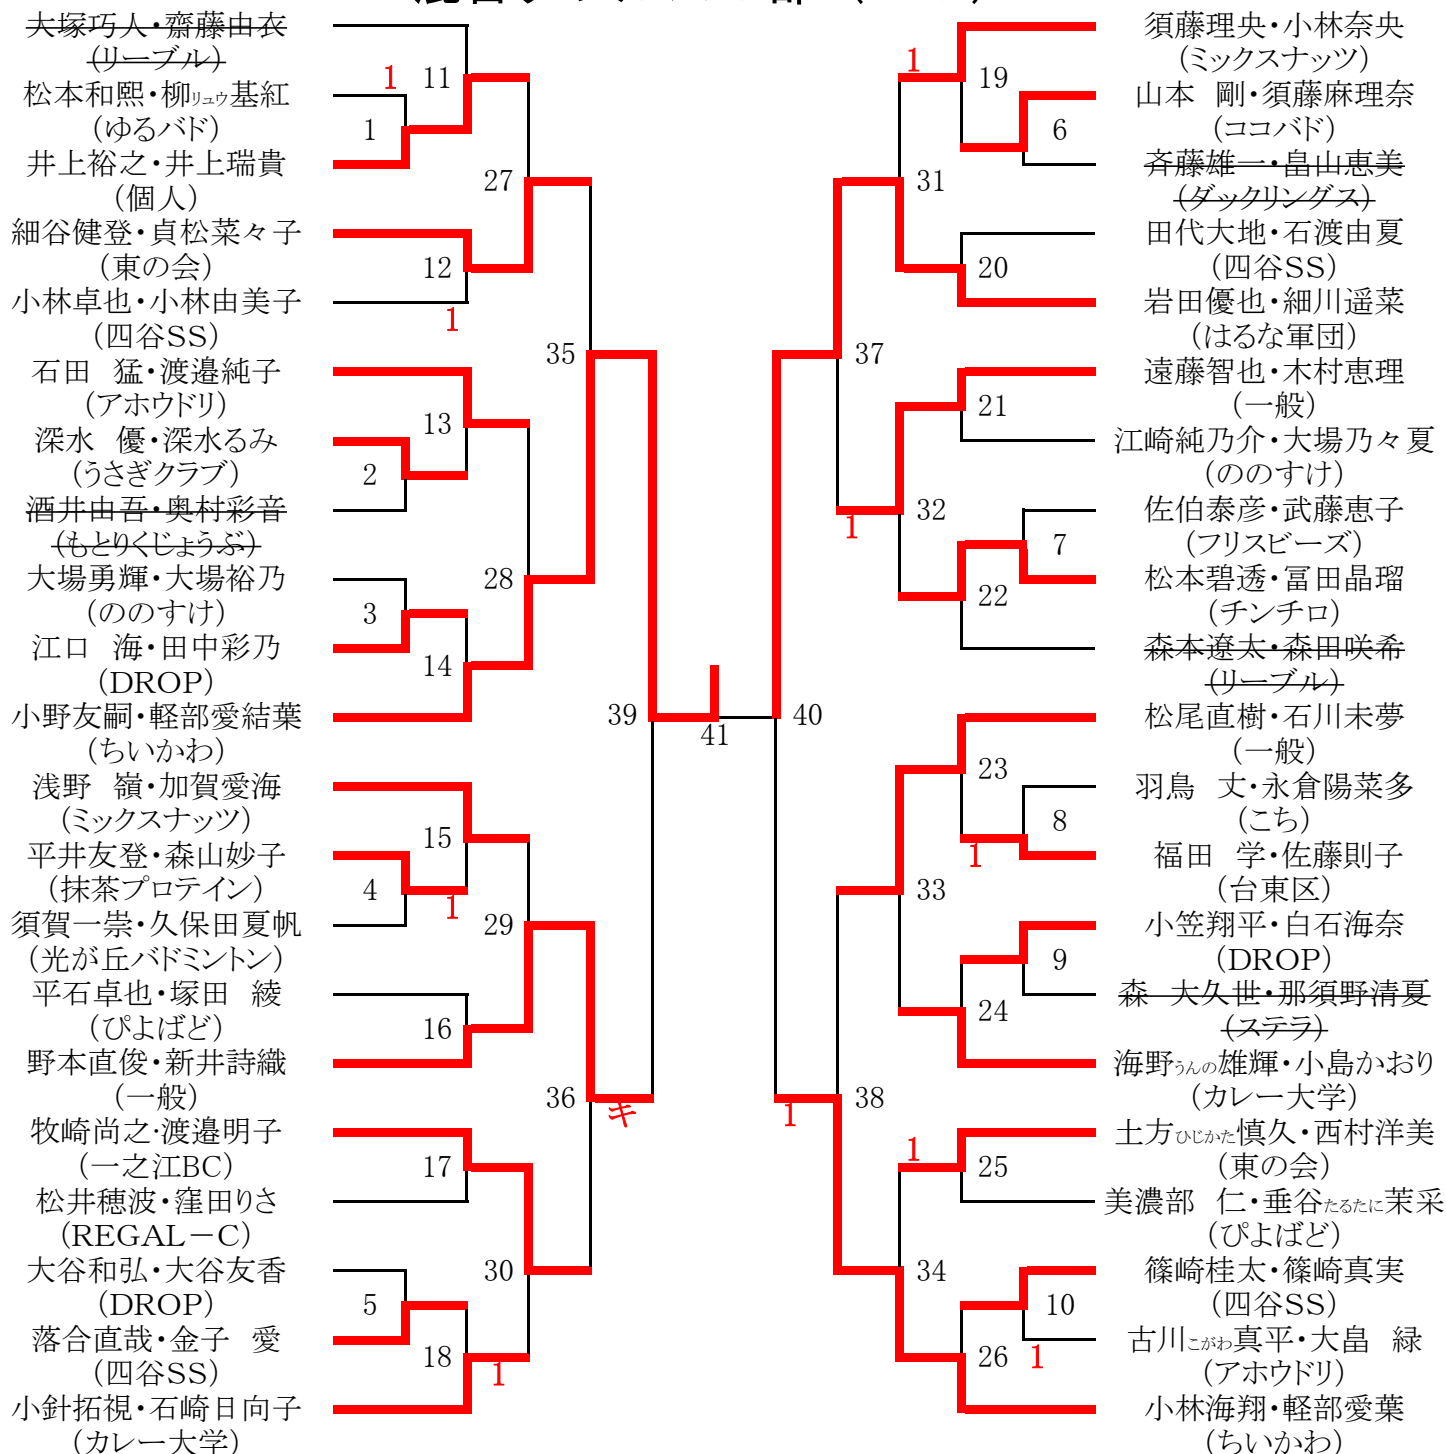 大塚巧人・齋藤由衣
(リーブル)
松本和熙・柳リュウ基紅
(ゆるバド)
井上裕之・井上瑞貴
(個人)
細谷健登・貞松菜々子
(東の会)
小林卓也・小林由美子
(四谷SS)
石田 猛・渡邉純子
(アホウドリ)
深水 優・深水るみ
(うさぎクラブ)
酒井由吾・奥村彩音
(もとりくじょうぶ)
大場勇輝・大場裕乃
(ののすけ)
江口 海・田中彩乃
(DROP)
小野友嗣・軽部愛結葉
(ちいかわ)
浅野 嶺・加賀愛海
(ミックスナッツ)
平井友登・森山妙子
(抹茶プロテイン)
須賀一崇・久保田夏帆
(光が丘バドミントン)
平石卓也・塚田 綾
(ぴよばど)
野本直俊・新井詩織
(一般)
牧崎尚之・渡邉明子
(一之江BC)
松井穂波・窪田りさ
(REGAL－C)
大谷和弘・大谷友香
(DROP)
落合直哉・金子 愛
(四谷SS)
小針拓視・石崎日向子
(カレー大学)
1
1
2
3
4
5
11
12
1
13
14
15
1
16
17
18
1
27
28
29
30
35
36
キ
39
41
40
37
38
1
31
32
1
33
34
1
19
20
21
22
23
1
24
1
25
26
6
7
8
9
10
1
須藤理央・小林奈央
(ミックスナッツ)
山本 剛・須藤麻理奈
(ココバド)
斉藤雄一・畠山恵美
(ダックリングス)
田代大地・石渡由夏
(四谷SS)
岩田優也・細川遥菜
(はるな軍団)
遠藤智也・木村恵理
(一般)
江崎純乃介・大場乃々夏
(ののすけ)
佐伯泰彦・武藤恵子
(フリスビーズ)
松本碧透・冨田晶瑠
(チンチロ)
森本遼太・森田咲希
(リーブル)
松尾直樹・石川未夢
(一般)
羽鳥 丈・永倉陽菜多
(こち)
福田 学・佐藤則子
(台東区)
小笠翔平・白石海奈
(DROP)
森 大久世・那須野清夏
(ステラ)
海野うんの雄輝・小島かおり
(カレー大学)
土方ひじかた慎久・西村洋美
(東の会)
美濃部 仁・垂谷たるたに茉采
(ぴよばど)
篠崎桂太・篠崎真実
(四谷SS)
古川こがわ真平・大畠 緑
(アホウドリ)
小林海翔・軽部愛葉
(ちいかわ)